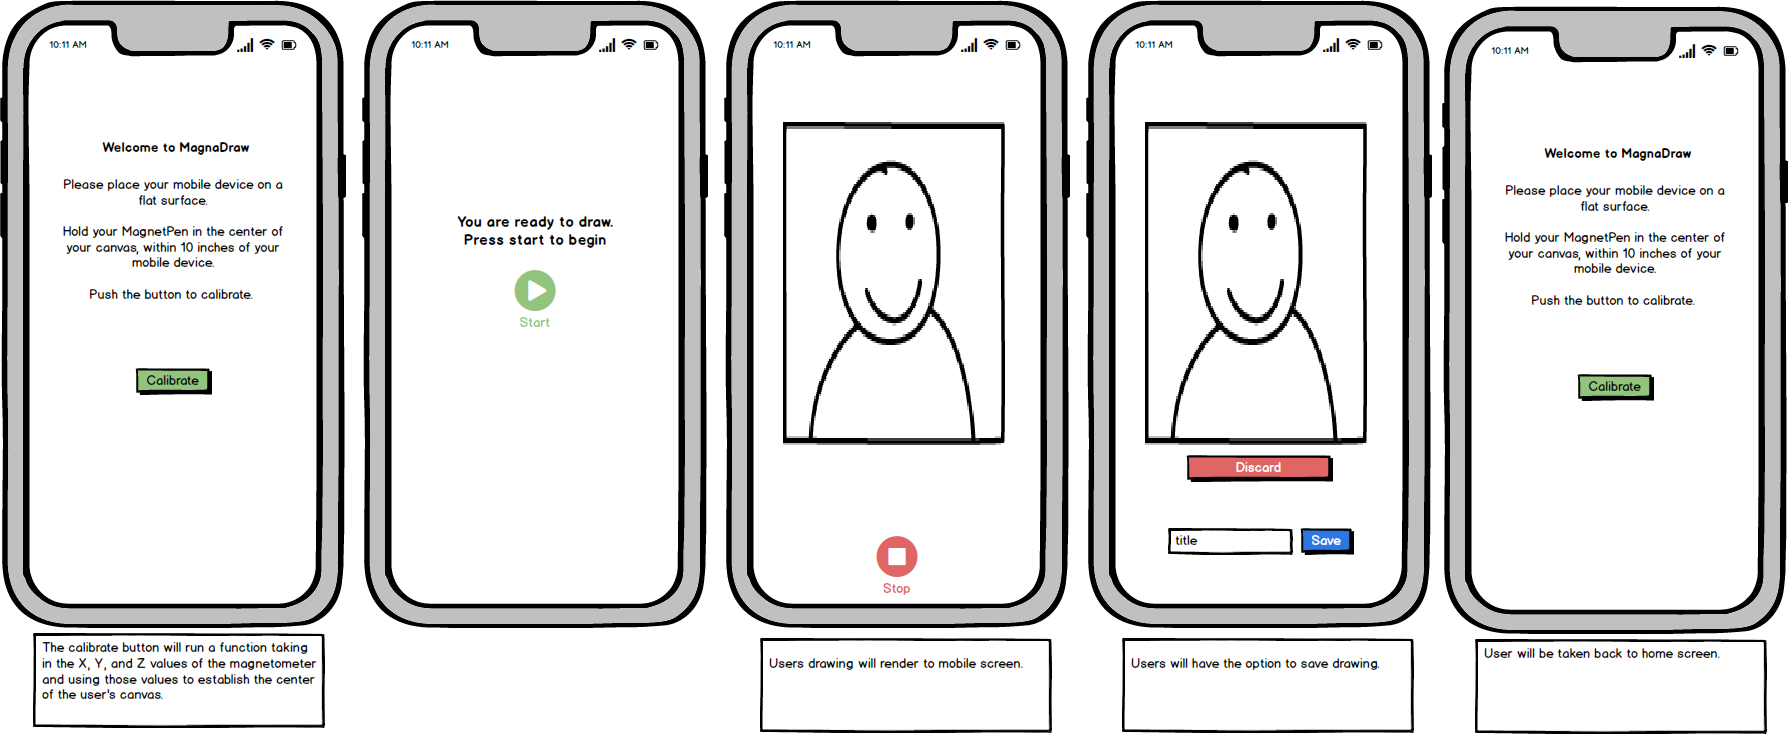 10:11 AM
Welcome to MagnaDraw
Please place your mobile device on a
flat surface.
Hold your MagnetPen in the center of
your canvas, within 10 inches of your
mobile device.
Push the button to calibrate.
Calibrate
The calibrate button will run a function taking
in the X, Y, and Z values of the magnetometer
and using those values to establish the center
of the user's canvas.
10:11 AM
You are ready to draw.
Press start to begin
Start
10:11 AM
Stop
Users drawing will render to mobile screen.
10:11 AM
Discard
title
Save
Users will have the option to save drawing.
10:11 AM
Welcome to MagnaDraw
Please place your mobile device on a
flat surface.
Hold your MagnetPen in the center of
your canvas, within 10 inches of your
mobile device.
Push the button to calibrate.
Calibrate
User will be taken back to home screen.